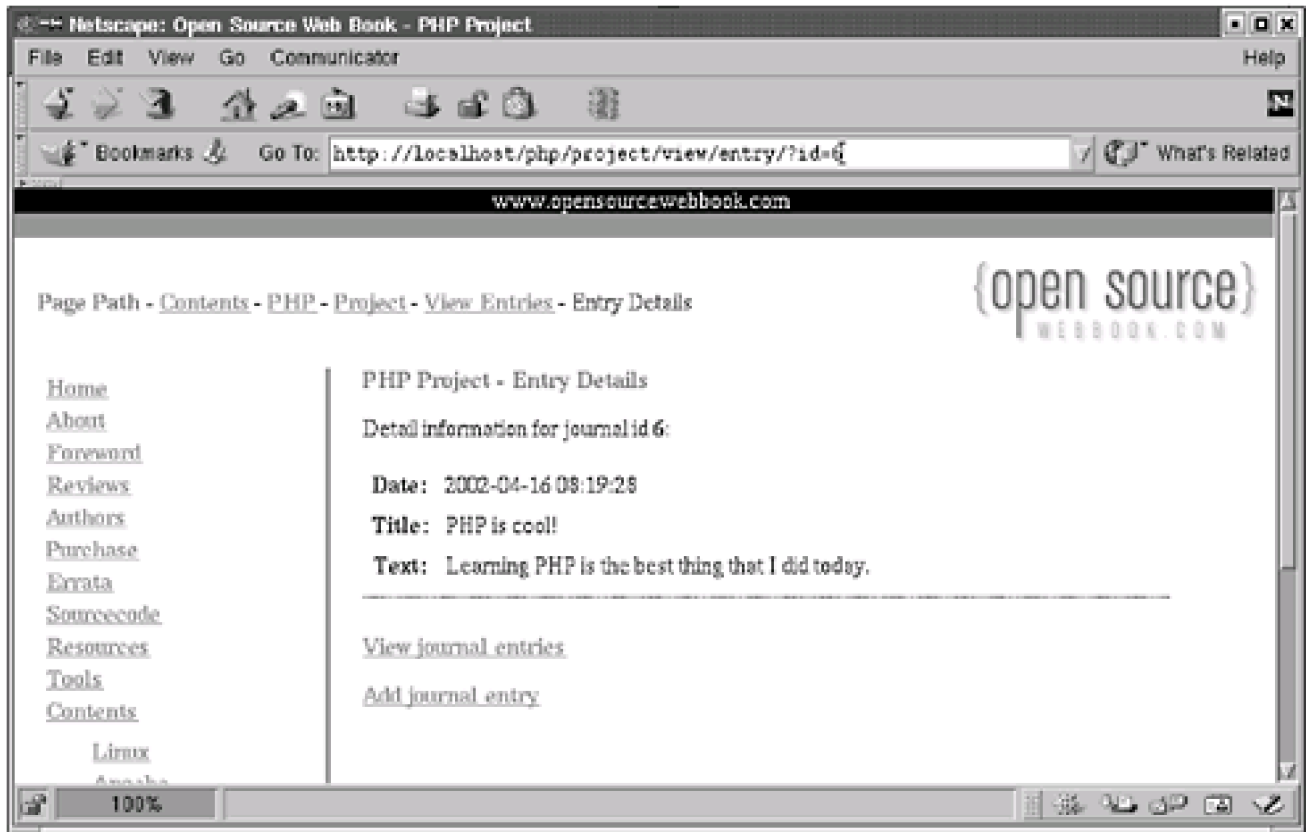 Netscape: Open Source Web Book - PHP Project
File Edit View Go Communicator Help
Bookmarks Go To: http://localhost/php/project/view/entry/?id=6 What's Related
www.opensourcewebbook.com
{open source}
WEBBOOK.COM
Page Path - Contents - PHP - Project - View Entries - Entry Details
Home
About
Foreword
Reviews
Authors
Purchase
Errata
Sourcecode
Resources
Tools
Contents
Linux
PHP Project - Entry Details
Detail information for journal id 6:
Date: 2002-04-16 08:19:28
Title: PHP is cool!
Text: Learning PHP is the best thing that I did today.
View journal entries
Add journal entry
100%